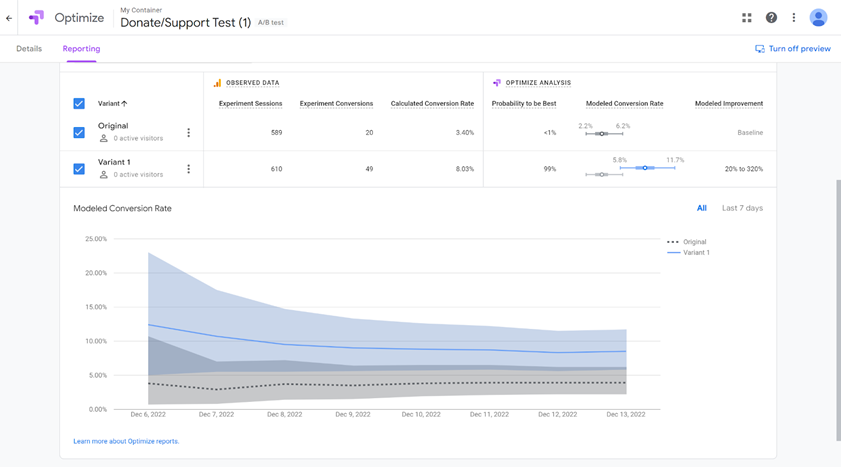 My Container
Optimize Donate/Support Test (1) A/B test
Details Reporting Turn off preview
OBSERVED DATA OPTIMIZE ANALYSIS
Variant Experiment Sessions Experiment Conversions Calculated Conversion Rate Probability to be Best Modeled Conversion Rate Modeled Improvement
Original
0 active visitors 589 20 3.40% <1% 2.2% 6.2% Baseline
Variant 1
0 active visitors 610 49 8.03% 99% 5.8% 11.7% 20% to 320%
Modeled Conversion Rate All Last 7 days
25.00%
20.00%
15.00%
10.00%
5.00%
0.00%
Original
Variant 1
Dec 6, 2022 Dec 7, 2022 Dec 8, 2022 Dec 9, 2022 Dec 10, 2022 Dec 11, 2022 Dec 12, 2022 Dec 13, 2022
Learn more about Optimize reports.